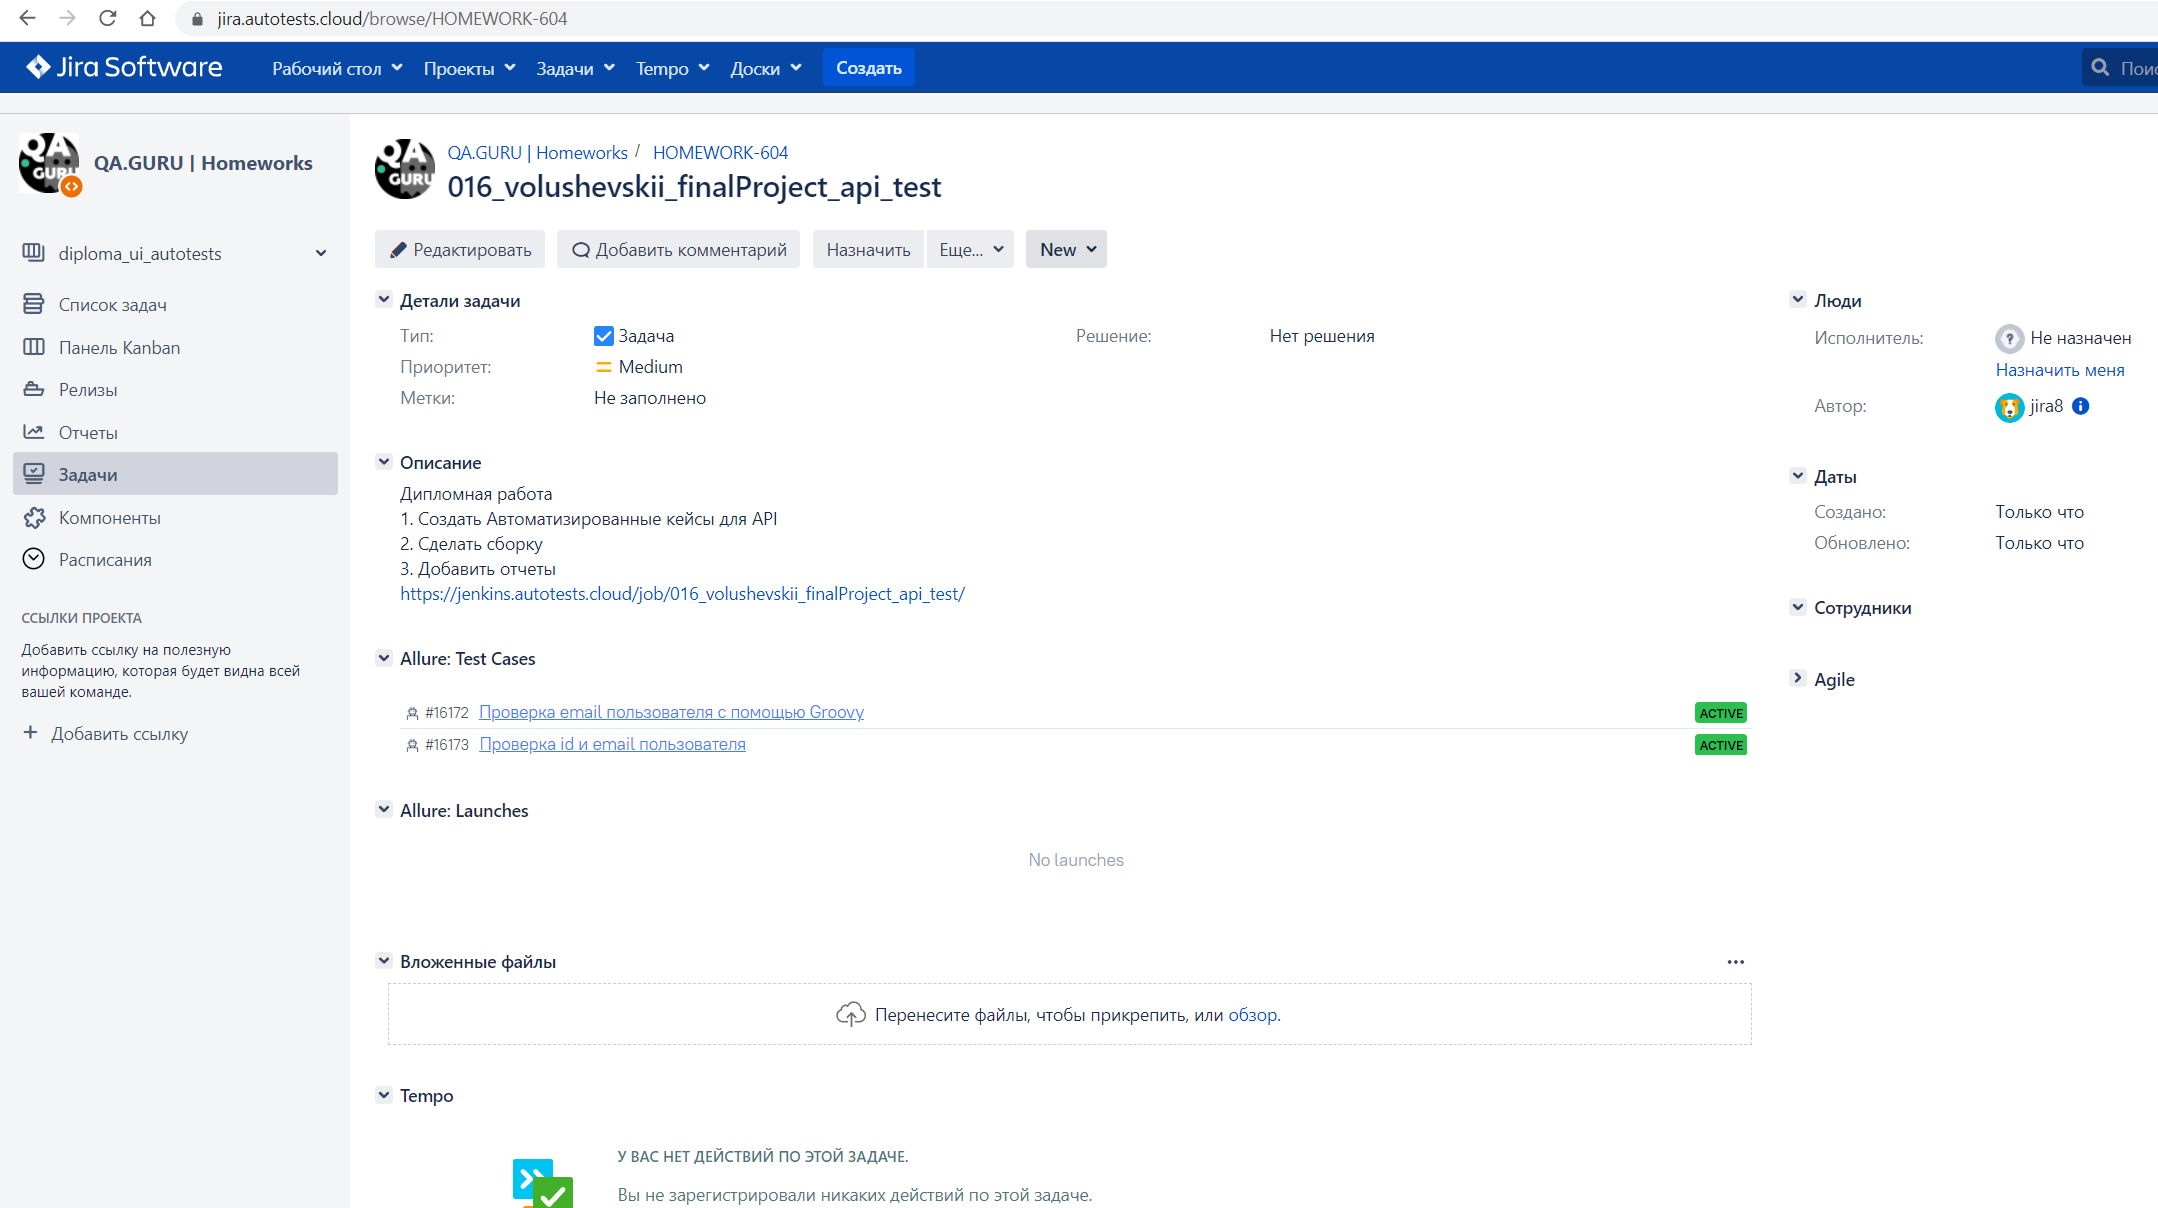 jira.autotests.cloud/browse/HOMEWORK-604
Jira Software
Рабочий стол
Проекты
Задачи
Tempo
Доски
Создать
QA GURU
QA.GURU | Homeworks
diploma_ui_autotests
Список задач
Панель Kanban
Релизы
Отчеты
Задачи
Компоненты
Расписания
ССЫЛКИ ПРОЕКТА
Добавить ссылку на полезную
информацию, которая будет видна всей
вашей команде.
+ Добавить ссылку
QA GURU
QA.GURU | Homeworks / HOMEWORK-604
016_volushevskii_finalProject_api_test
Редактировать
Добавить комментарий
Назначить
Еще...
New
Детали задачи
Тип: Задача
Решение: Нет решения
Приоритет: Medium
Метки: Не заполнено
Описание
Дипломная работа
1. Создать Автоматизированные кейсы для API
2. Сделать сборку
3. Добавить отчеты
https://jenkins.autotests.cloud/job/016_volushevskii_finalProject_api_test/
Allure: Test Cases
#16172 Проверка email пользователя с помощью Groovy ACTIVE
#16173 Проверка id и email пользователя ACTIVE
Allure: Launches
No launches
Вложенные файлы
Перенесите файлы, чтобы прикрепить, или обзор.
Tempo
У ВАС НЕТ ДЕЙСТВИЙ ПО ЭТОЙ ЗАДАЧЕ.
Вы не зарегистрировали никаких действий по этой задаче.
Люди
Исполнитель: Не назначен
Назначить меня
Автор: jira8
Даты
Создано: Только что
Обновлено: Только что
Сотрудники
Agile